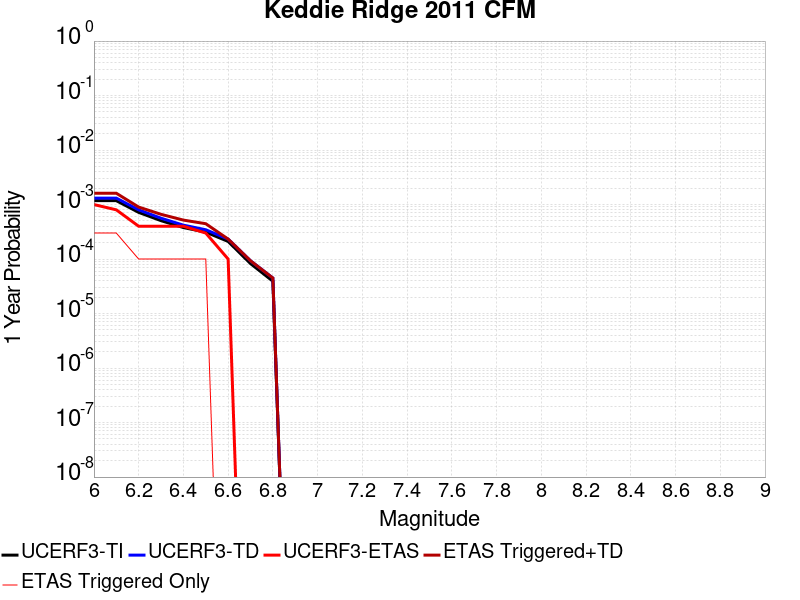 Keddie Ridge 2011 CFM
10^0
10^-1
10^-2
10^-3
10^-4
10^-5
10^-6
10^-7
10^-8
1 Year Probability
6 6.2 6.4 6.6 6.8 7 7.2 7.4 7.6 7.8 8 8.2 8.4 8.6 8.8 9
Magnitude
UCERF3-TI UCERF3-TD UCERF3-ETAS ETAS Triggered+TD
ETAS Triggered Only